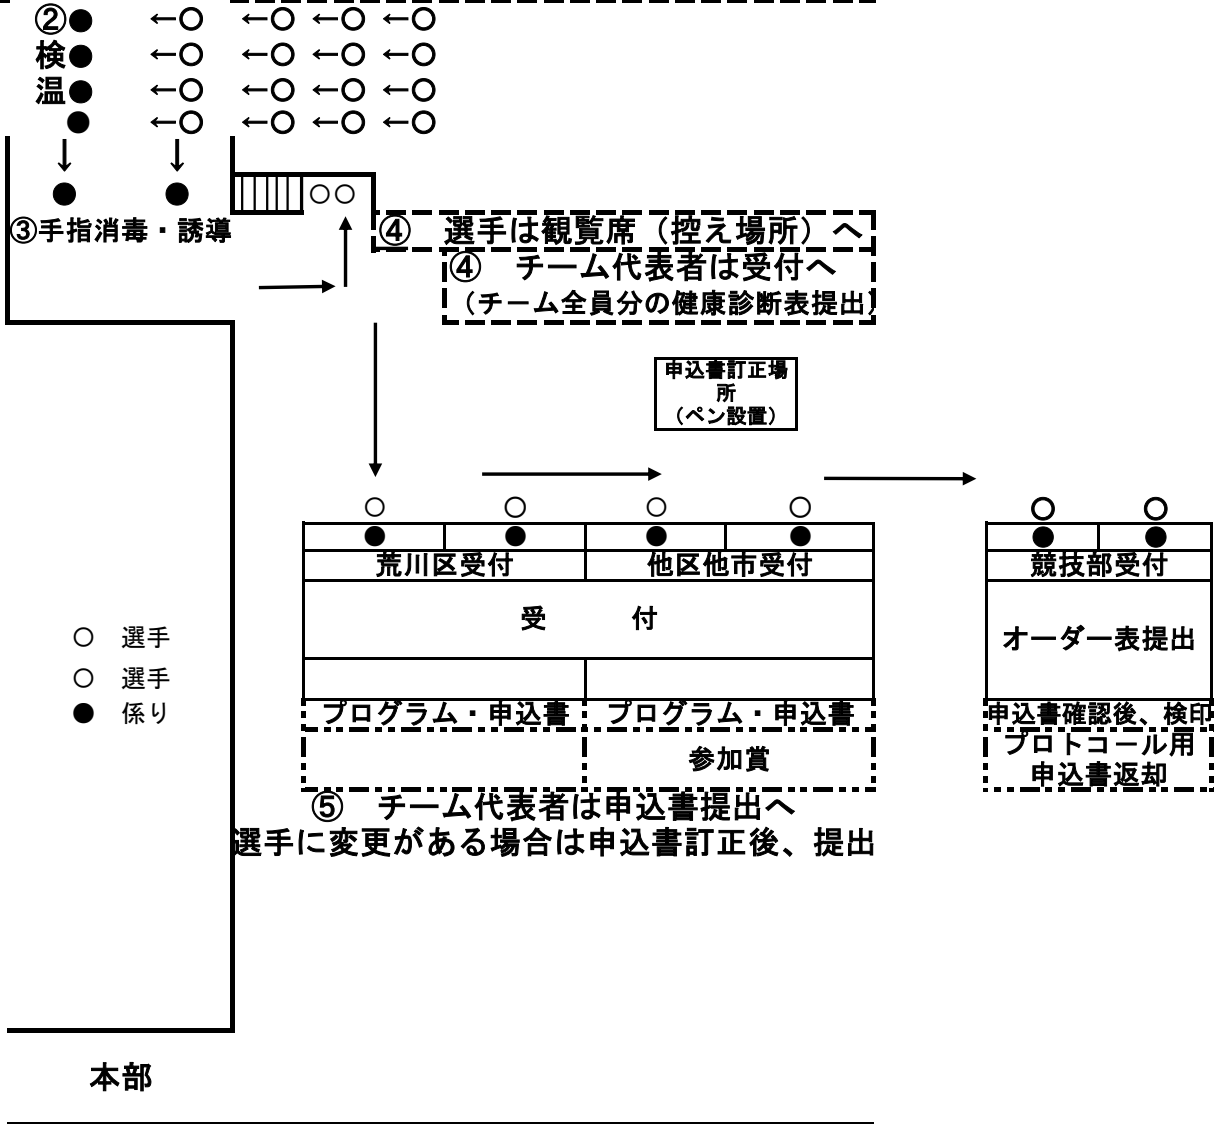 ②
検
温
③手指消毒・誘導
④　選手は観覧席（控え場所）へ
④　チーム代表者は受付へ
（チーム全員分の健康診断表提出）
申込書訂正場
所
（ペン設置）
荒川区受付
他区他市受付
競技部受付
受　　　付
オーダー表提出
○　選手
○　選手
●　係り
プログラム・申込書
プログラム・申込書
申込書確認後、検印
参加賞
プロトコール用
申込書返却
⑤　チーム代表者は申込書提出へ
選手に変更がある場合は申込書訂正後、提出
本部